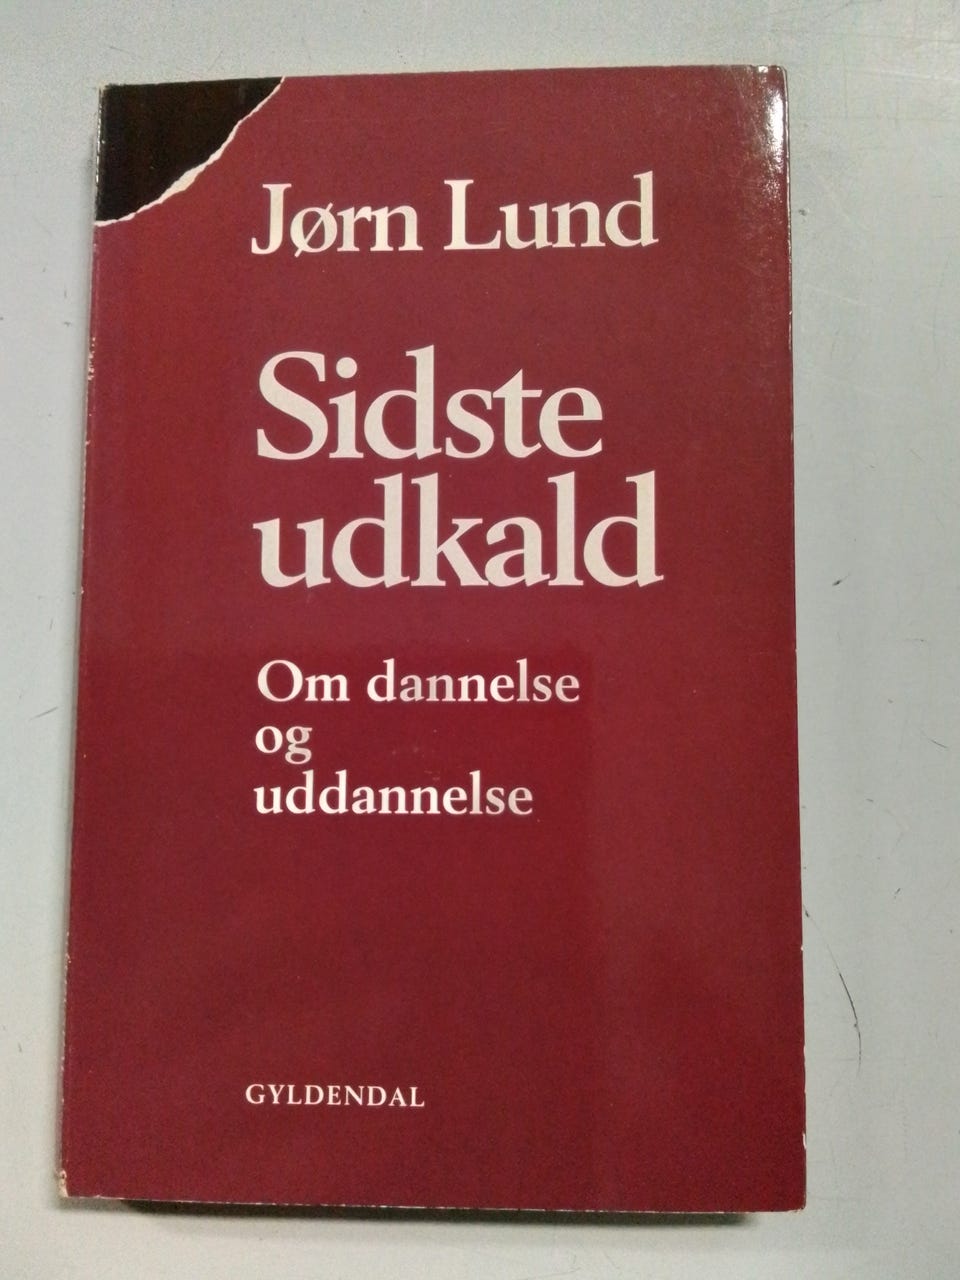 Jørn Lund
Sidste
udkald
Om dannelse
og
uddannelse
GYLDENDAL